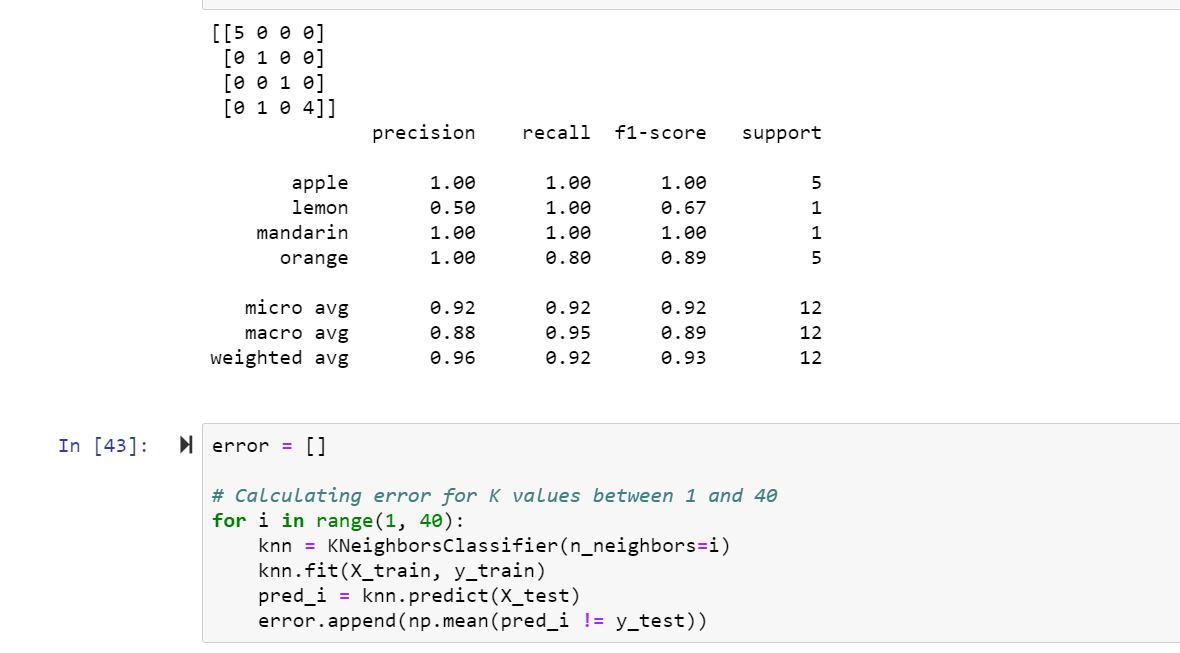 [[5 0 0 0]
 [0 1 0 0]
 [0 0 1 0]
 [0 1 0 4]]
              precision    recall  f1-score   support

       apple       1.00      1.00      1.00         5
       lemon       0.50      1.00      0.67         1
    mandarin       1.00      1.00      1.00         1
      orange       1.00      0.80      0.89         5

   micro avg       0.92      0.92      0.92        12
   macro avg       0.88      0.95      0.89        12
weighted avg       0.96      0.92      0.93        12

In [43]: error = []

# Calculating error for K values between 1 and 40
for i in range(1, 40):
    knn = KNeighborsClassifier(n_neighbors=i)
    knn.fit(X_train, y_train)
    pred_i = knn.predict(X_test)
    error.append(np.mean(pred_i != y_test))